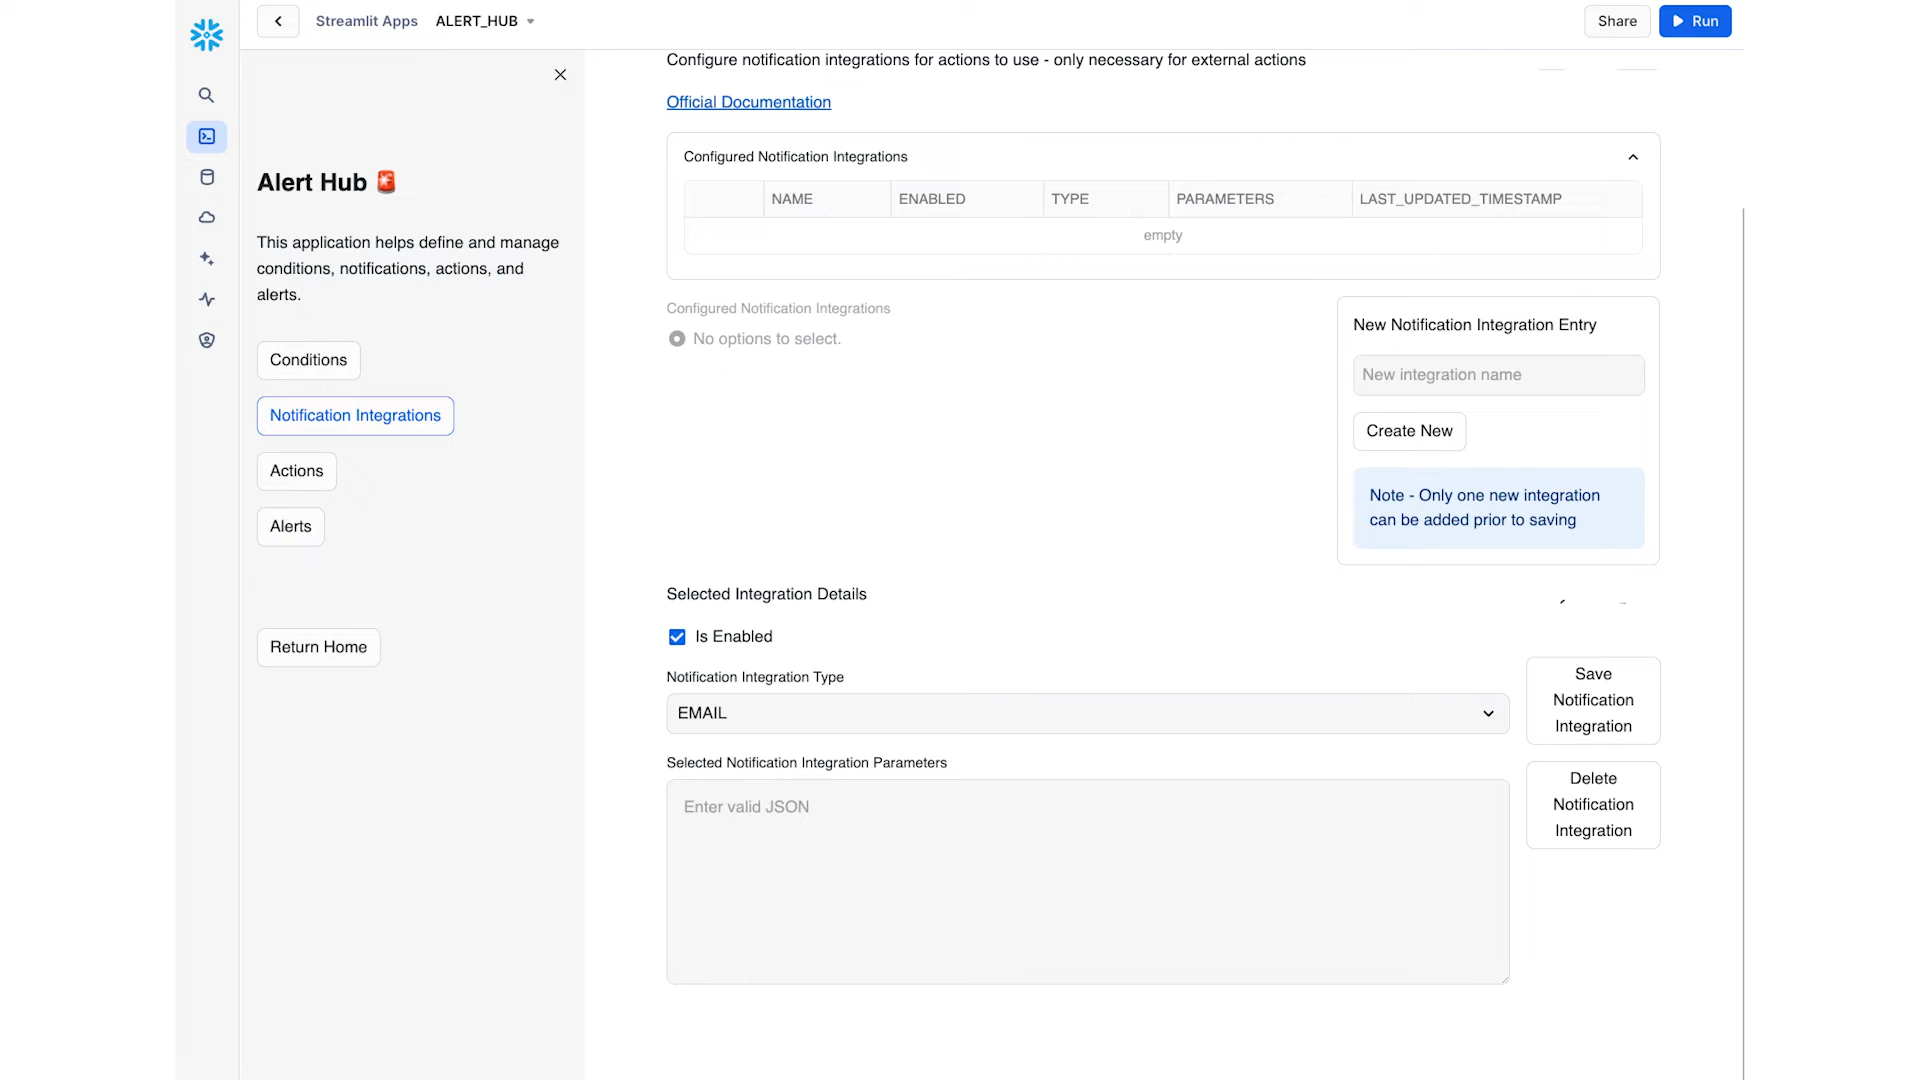 Streamlit Apps ALERT_HUB
Share
Run
Alert Hub
This application helps define and manage
conditions, notifications, actions, and
alerts.
Conditions
Notification Integrations
Actions
Alerts
Return Home
Configure notification integrations for actions to use - only necessary for external actions
Official Documentation
Configured Notification Integrations
NAME ENABLED TYPE PARAMETERS LAST_UPDATED_TIMESTAMP
empty
Configured Notification Integrations
No options to select.
New Notification Integration Entry
New integration name
Create New
Note - Only one new integration
can be added prior to saving
Selected Integration Details
Is Enabled
Notification Integration Type
EMAIL
Save
Notification
Integration
Selected Notification Integration Parameters
Enter valid JSON
Delete
Notification
Integration